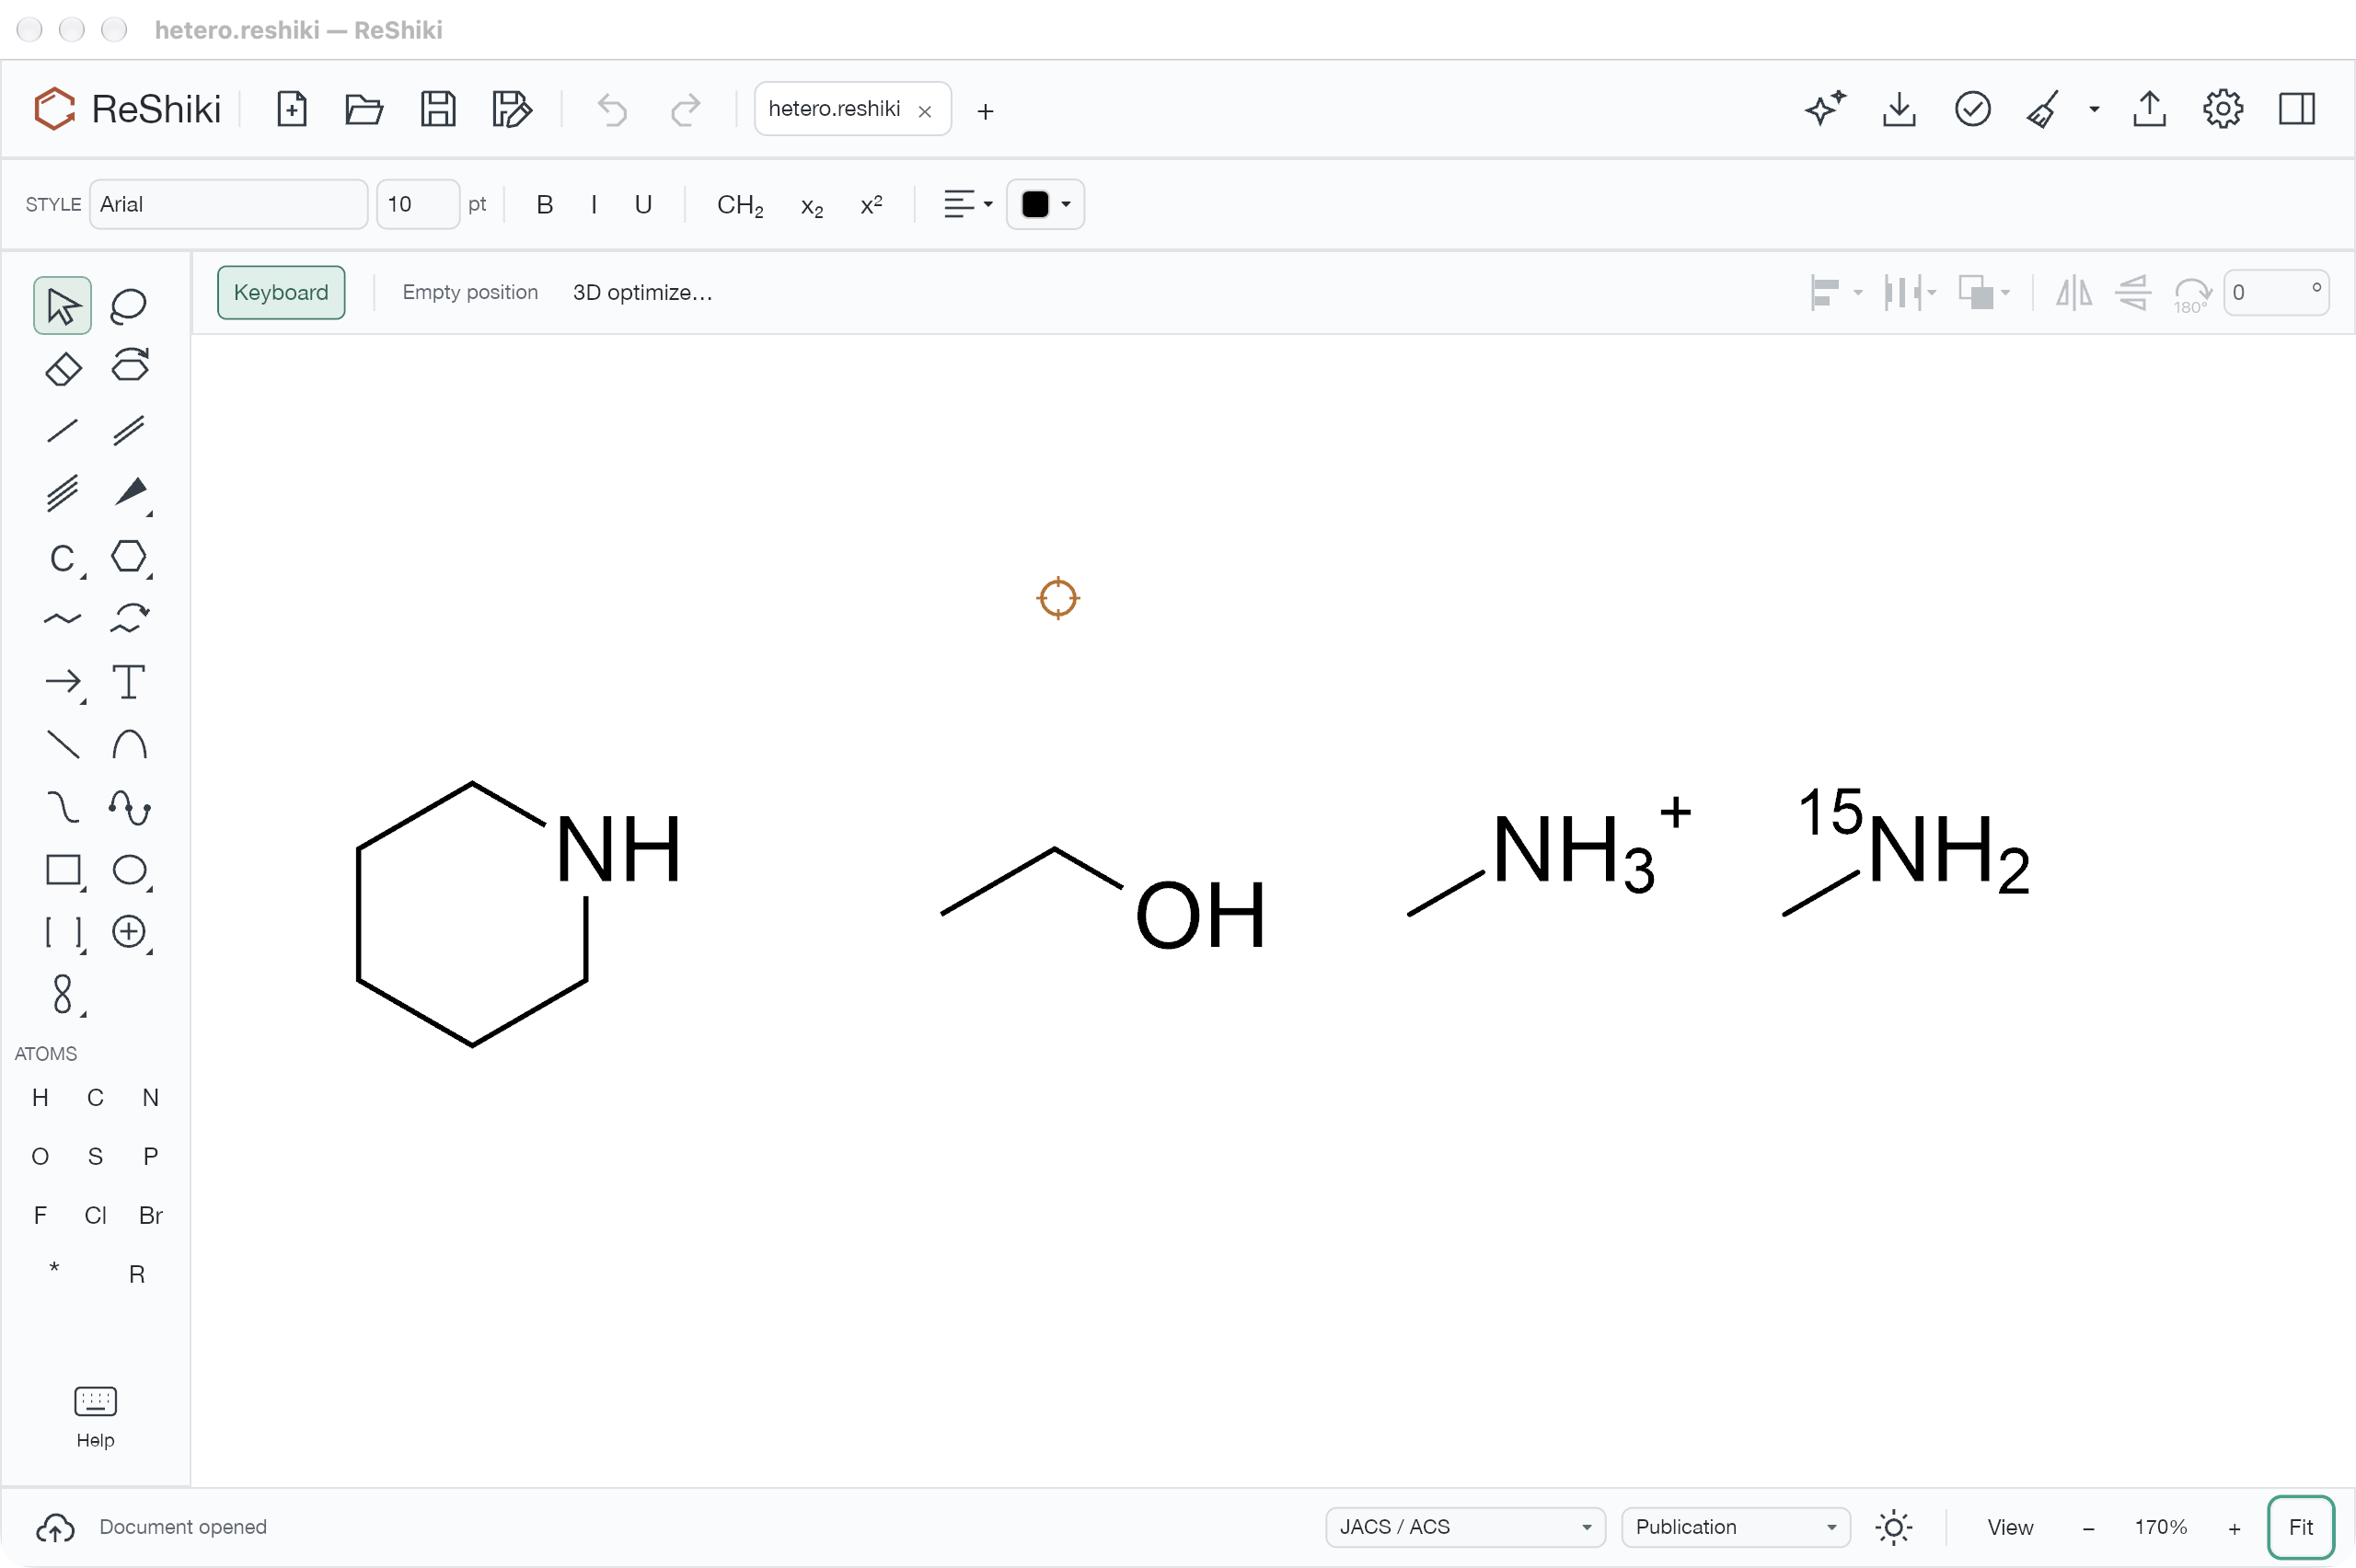 hetero.reshiki — ReShiki
ReShiki
hetero.reshiki × +
STYLE Arial 10 pt B I U CH₂ x₂ x² 
Keyboard Empty position 3D optimize... 180° 0 °
C
T
[ ]
ATOMS
H C N
O S P
F Cl Br
* R
Help
NH
OH
NH₃⁺
¹⁵NH₂
Document opened JACS / ACS Publication View – 170% + Fit